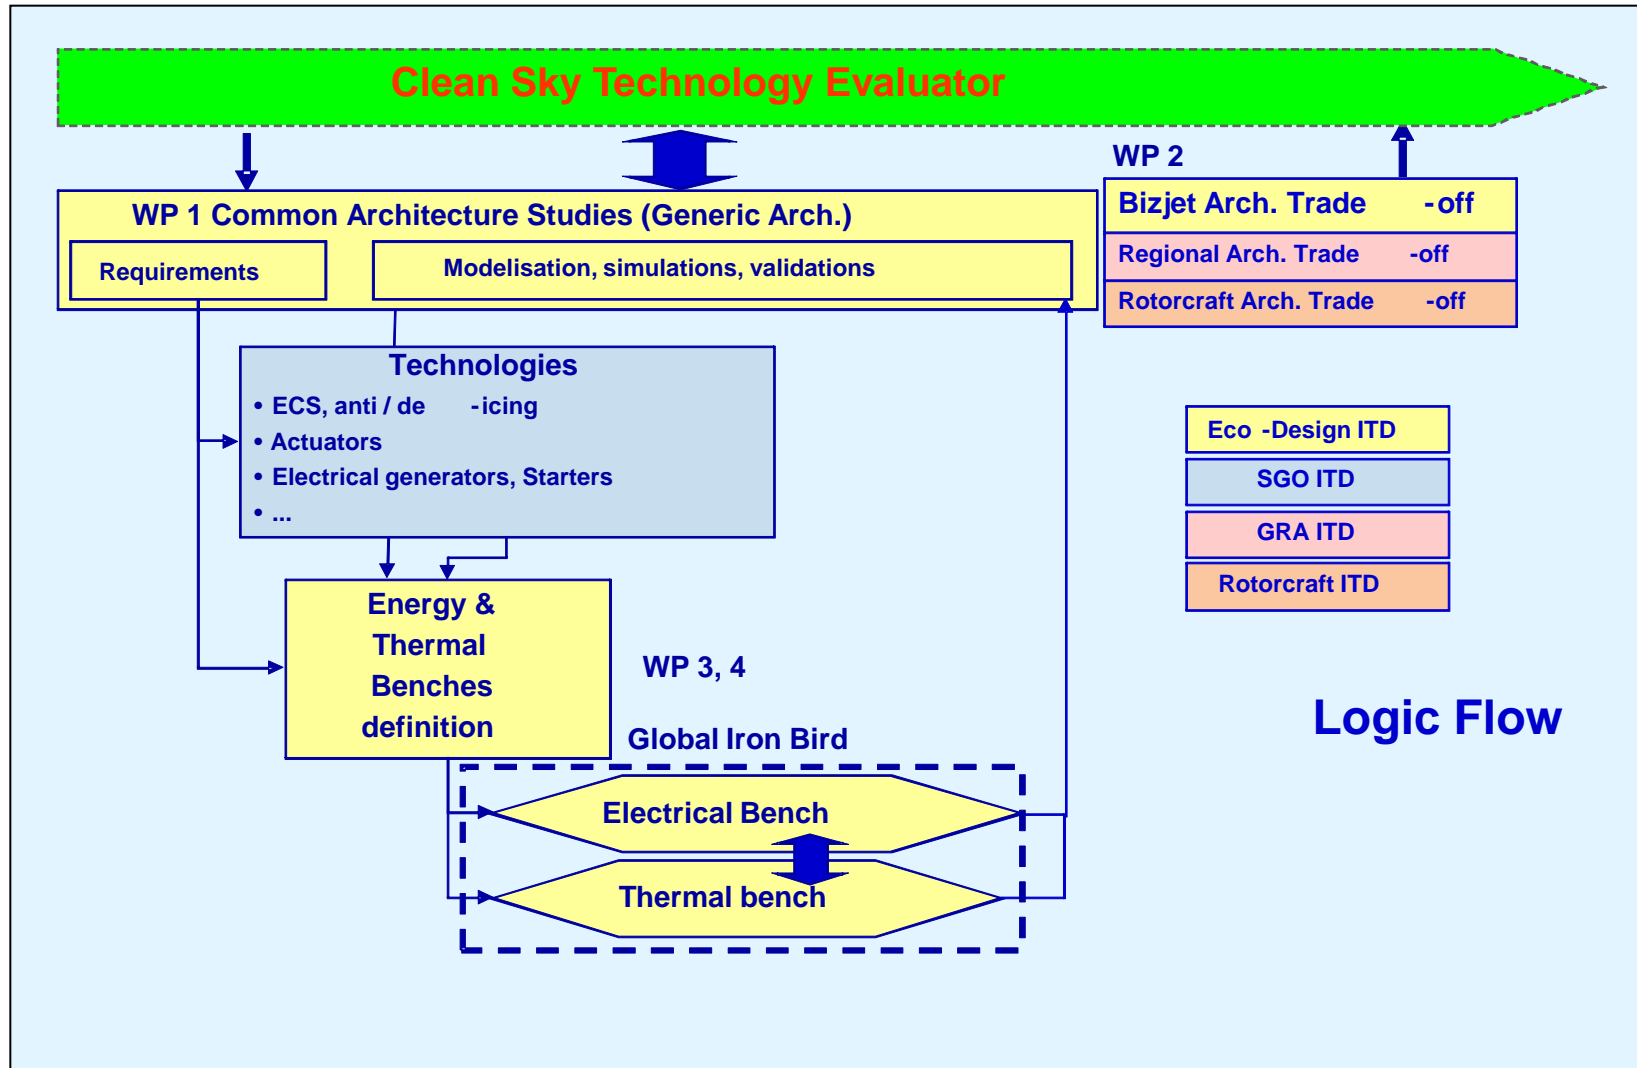 Clean Sky Technology Evaluator
WP 2
WP 1 Common Architecture Studies (Generic Arch.)
Requirements
Modelisation, simulations, validations
Bizjet Arch. Trade -off
Regional Arch. Trade -off
Rotorcraft Arch. Trade -off
Technologies
• ECS, anti / de -icing
• Actuators
• Electrical generators, Starters
• ...
Eco -Design ITD
SGO ITD
GRA ITD
Rotorcraft ITD
Energy &
Thermal
Benches
definition
WP 3, 4
Logic Flow
Global Iron Bird
Electrical Bench
Thermal bench